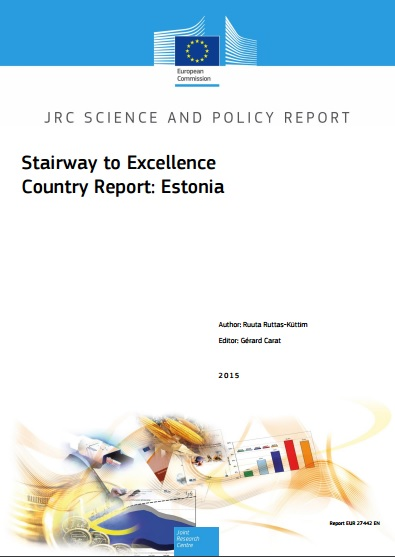 European
Commission
JRC SCIENCE AND POLICY REPORT
Stairway to Excellence
Country Report: Estonia
Author: Ruuta Ruttas-Küttim
Editor: Gérard Carat
2015
Report EUR 27442 EN
Joint
Research
Centre